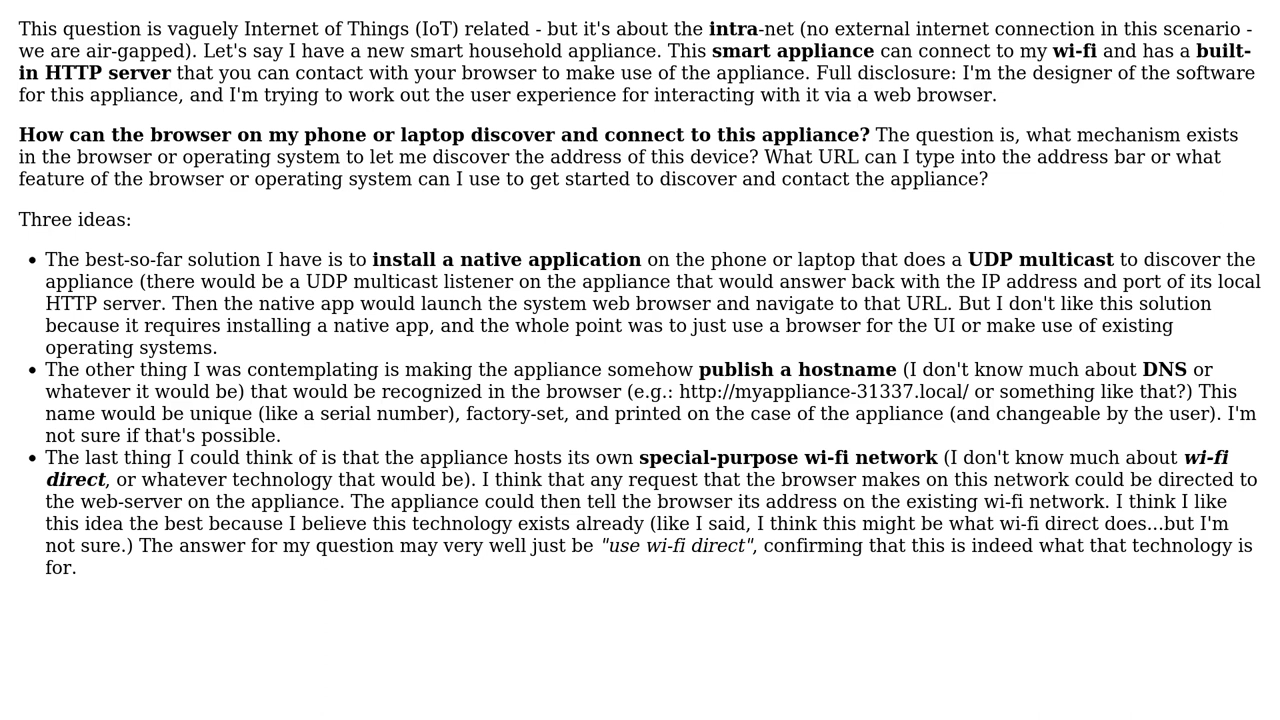 This question is vaguely Internet of Things (IoT) related - but it's about the intra-net (no external internet connection in this scenario -
we are air-gapped). Let's say I have a new smart household appliance. This smart appliance can connect to my wi-fi and has a built-
in HTTP server that you can contact with your browser to make use of the appliance. Full disclosure: I'm the designer of the software
for this appliance, and I'm trying to work out the user experience for interacting with it via a web browser.
How can the browser on my phone or laptop discover and connect to this appliance? The question is, what mechanism exists
in the browser or operating system to let me discover the address of this device? What URL can I type into the address bar or what
feature of the browser or operating system can I use to get started to discover and contact the appliance?
Three ideas:
• The best-so-far solution I have is to install a native application on the phone or laptop that does a UDP multicast to discover the
appliance (there would be a UDP multicast listener on the appliance that would answer back with the IP address and port of its local
HTTP server. Then the native app would launch the system web browser and navigate to that URL. But I don't like this solution
because it requires installing a native app, and the whole point was to just use a browser for the UI or make use of existing
operating systems.
• The other thing I was contemplating is making the appliance somehow publish a hostname (I don't know much about DNS or
whatever it would be) that would be recognized in the browser (e.g.: http://myappliance-31337.local/ or something like that?) This
name would be unique (like a serial number), factory-set, and printed on the case of the appliance (and changeable by the user). I'm
not sure if that's possible.
• The last thing I could think of is that the appliance hosts its own special-purpose wi-fi network (I don't know much about wi-fi
direct, or whatever technology that would be). I think that any request that the browser makes on this network could be directed to
the web-server on the appliance. The appliance could then tell the browser its address on the existing wi-fi network. I think I like
this idea the best because I believe this technology exists already (like I said, I think this might be what wi-fi direct does...but I'm
not sure.) The answer for my question may very well just be "use wi-fi direct", confirming that this is indeed what that technology is
for.